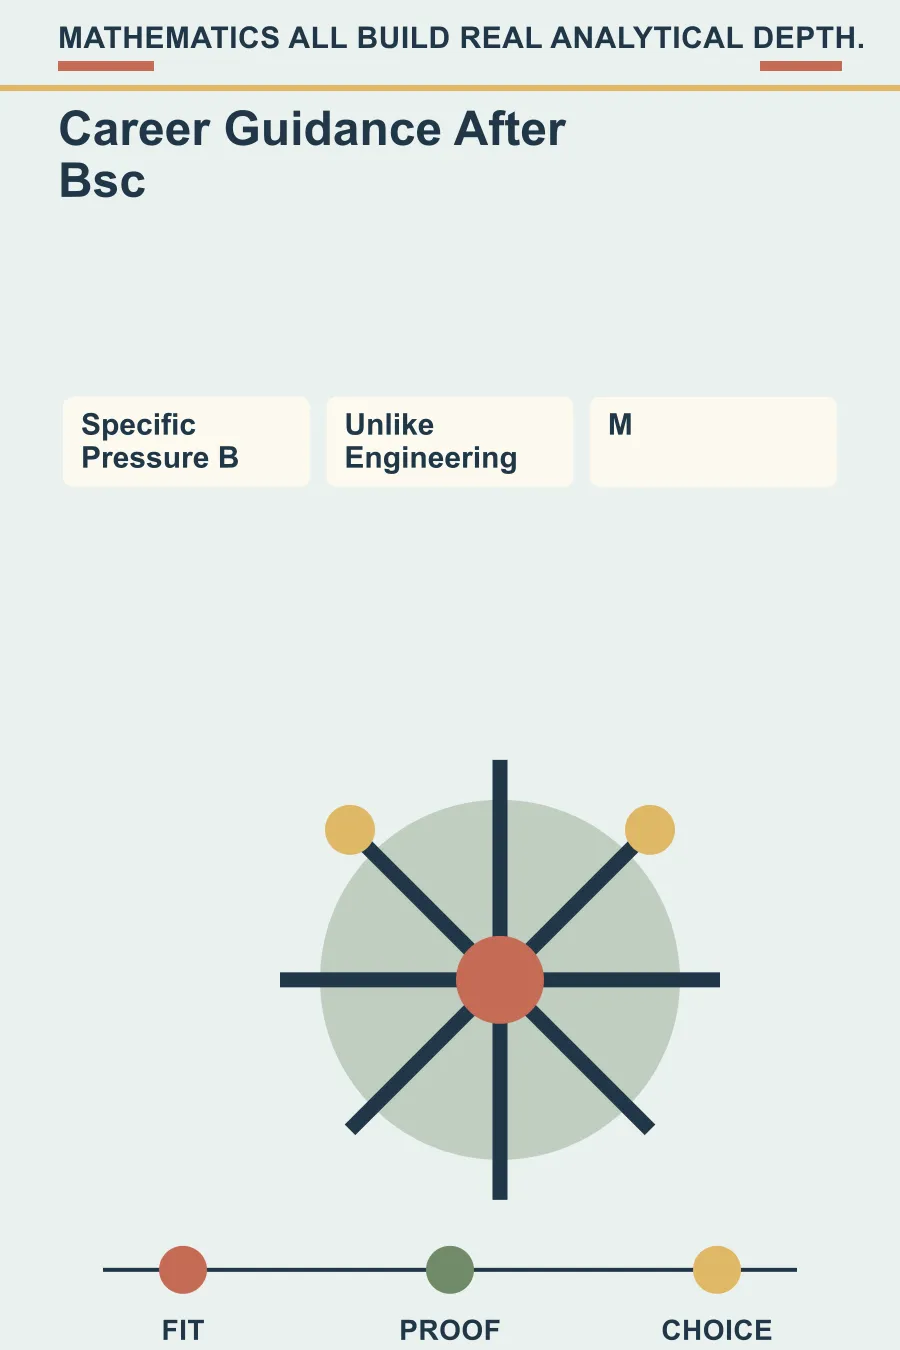 MATHEMATICS ALL BUILD REAL ANALYTICAL DEPTH.
Career Guidance After
Bsc
Specific
Pressure B
Unlike
Engineering
M
FIT
PROOF
CHOICE